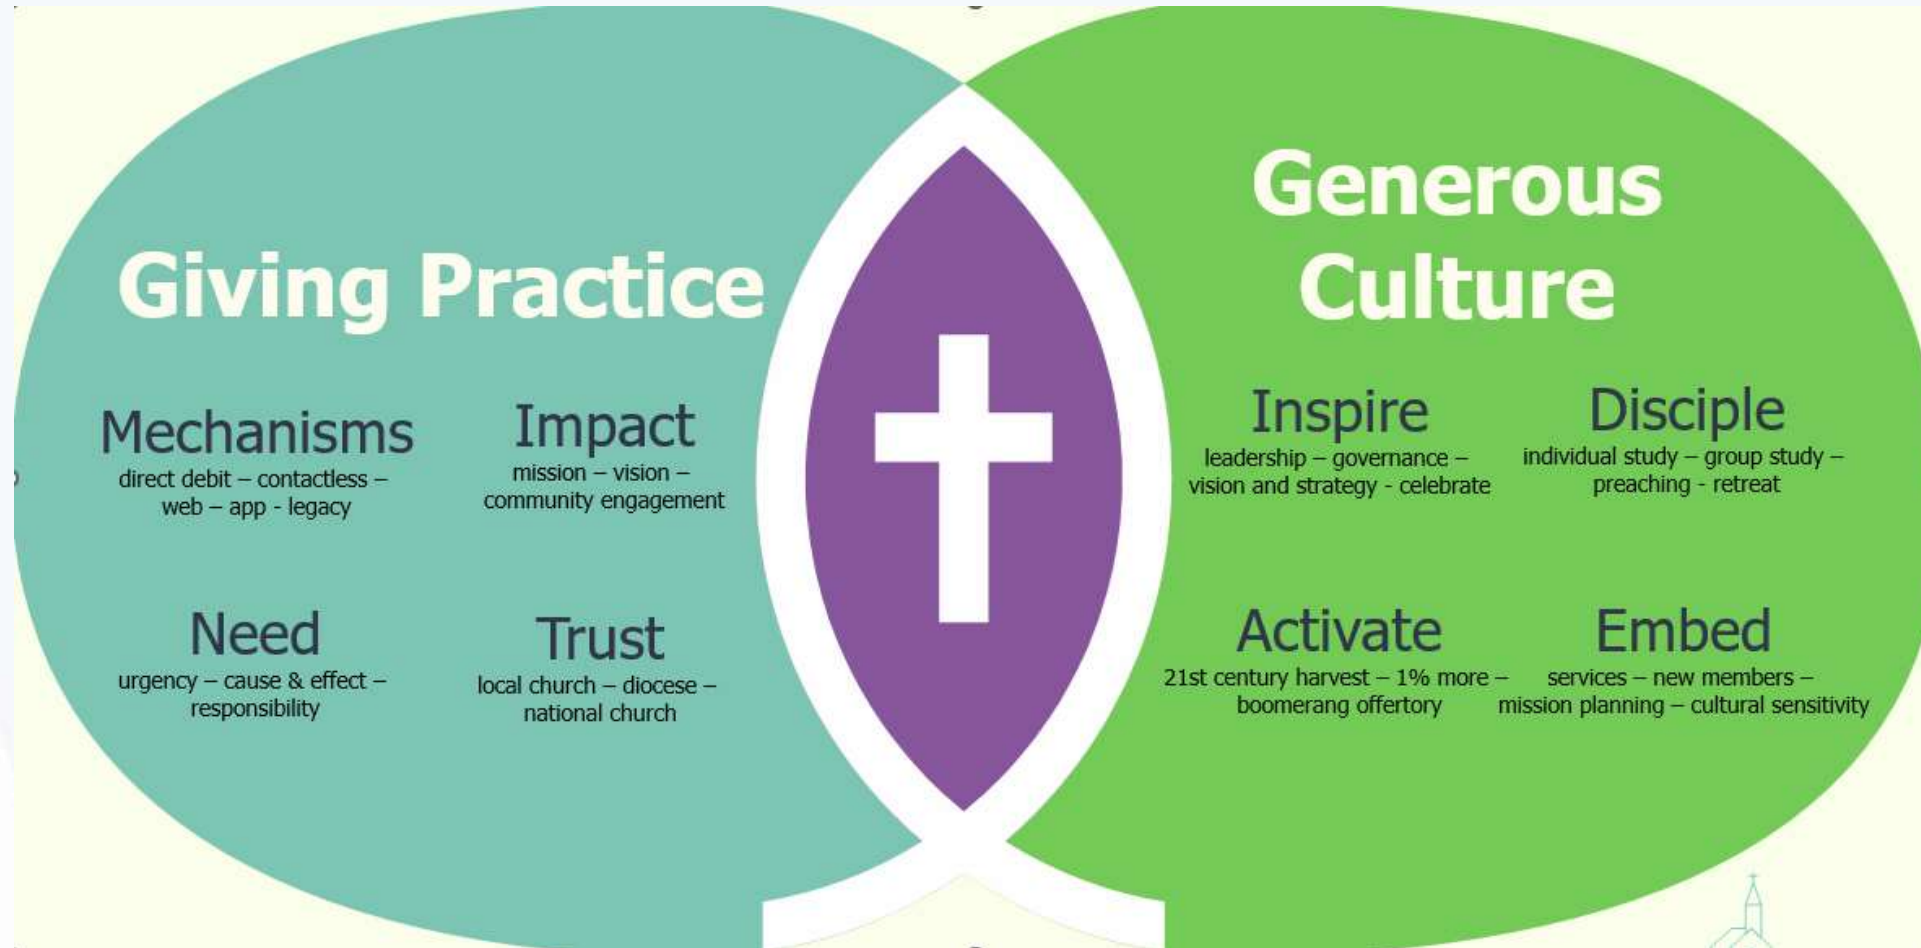 Giving Practice
Mechanisms
direct debit – contactless –
web – app - legacy
Impact
mission – vision –
community engagement
Need
urgency – cause & effect –
responsibility
Trust
local church – diocese –
national church
Generous
Culture
Inspire
leadership – governance –
vision and strategy - celebrate
Disciple
individual study – group study –
preaching - retreat
Activate
21st century harvest – 1% more –
boomerang offertory
Embed
services – new members –
mission planning – cultural sensitivity